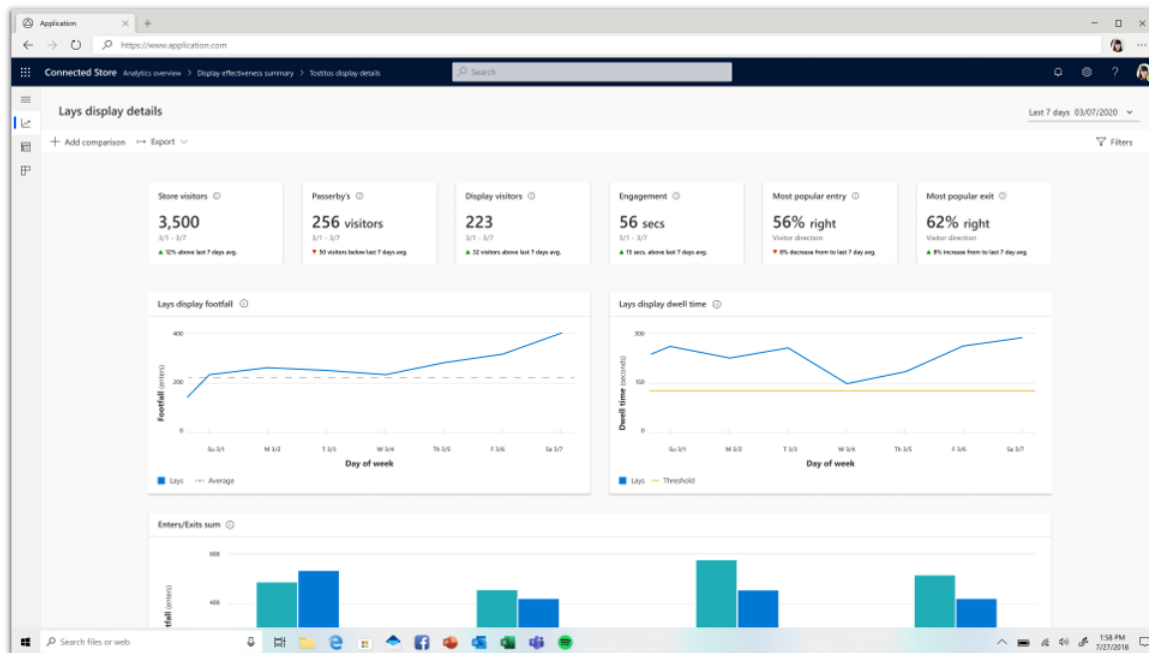 Application
https://www.application.com
Connected Store Analytics overview > Display effectiveness summary > Tostitos display details
Search
Lays display details
Last 7 days 03/07/2020
Add comparison
Export
Filters
Store visitors
3,500
3/1 - 3/7
12% above last 7 days avg.
Passerby's
256 visitors
3/1 - 3/7
50 visitors below last 7 days avg.
Display visitors
223
3/1 - 3/7
32 visitors above last 7 days avg.
Engagement
56 secs
3/1 - 3/7
15 secs. above last 7 days avg.
Most popular entry
56% right
Visitor direction
8% decrease from to last 7 day avg.
Most popular exit
62% right
Visitor direction
8% increase from to last 7 day avg.
Lays display footfall
Footfall (enters)
400
200
0
Su 3/1 M 3/2 T 3/3 W 3/4 Th 3/5 F 3/6 Sa 3/7
Day of week
Lays Average
Lays display dwell time
Dwell time (seconds)
300
150
0
Su 3/1 M 3/2 T 3/3 W 3/4 Th 3/5 F 3/6 Sa 3/7
Day of week
Lays Threshold
Enters/Exits sum
800
400
(enters)
Search files or web
1:58 PM
7/27/2018